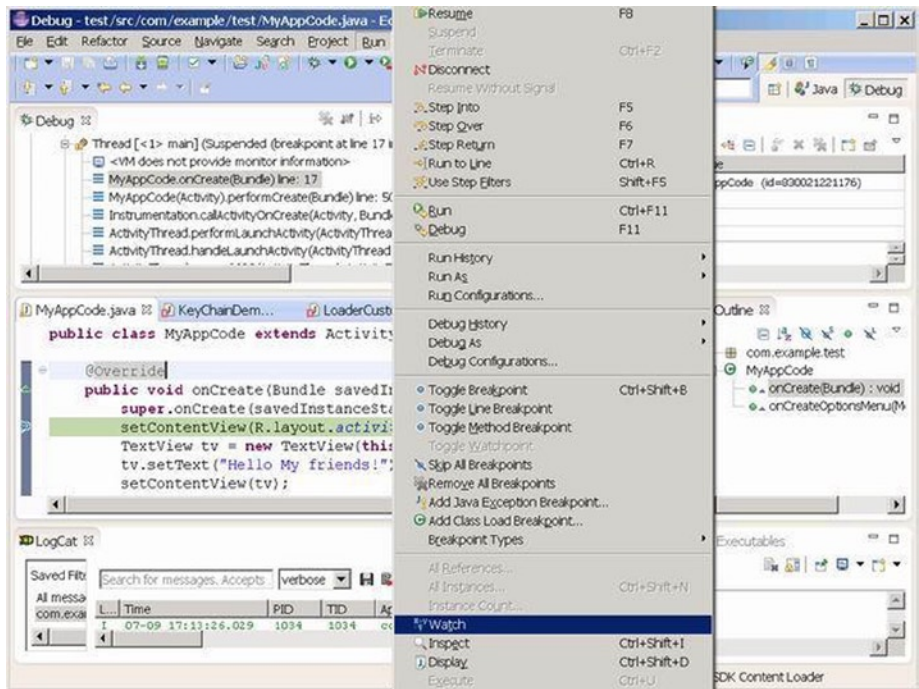 Debug - test/src/com/example/test/MyAppCode.java - Ec
File Edit Refactor Source Navigate Search Project Run
Java Debug
Debug
Thread [<1> main] (Suspended (breakpoint at line 17 i
<VM does not provide monitor information>
MyAppCode.onCreate(Bundle) line: 17
MyAppCode(Activity).performCreate(Bundle) line: 50
Instrumentation.callActivityOnCreate(Activity, Bundl
ActivityThread.performLaunchActivity(ActivityThrea
ActivityThread.handleLaunchActivity(ActivityThread
ppCode (id=830021221176)
MyAppCode.java KeyChainDem... LoaderCust
public class MyAppCode extends Activity
@Override
public void onCreate(Bundle savedIn
super.onCreate(savedInstanceSta
setContentView(R.layout.activi
TextView tv = new TextView(this
tv.setText("Hello My friends!"
setContentView(tv);
Outline
com.example.test
MyAppCode
onCreate(Bundle) : void
onCreateOptionsMenu(M
LogCat
Saved Filt
All messa
com.exa
Search for messages. Accepts verbose
L... Time PID TID Ap
I 07-09 17:13:26.029 1034 1034 co
Executables
SDK Content Loader
Resume F8
Suspend
Terminate Ctrl+F2
Disconnect
Resume Without Signal
Step Into F5
Step Over F6
Step Return F7
Run to Line Ctrl+R
Use Step Filters Shift+F5
Run Ctrl+F11
Debug F11
Run History
Run As
Run Configurations...
Debug History
Debug As
Debug Configurations...
Toggle Breakpoint Ctrl+Shift+B
Toggle Line Breakpoint
Toggle Method Breakpoint
Toggle Watchpoint
Skip All Breakpoints
Remove All Breakpoints
Add Java Exception Breakpoint...
Add Class Load Breakpoint...
Breakpoint Types
All References...
All Instances... Ctrl+Shift+N
Instance Count...
Watch
Inspect Ctrl+Shift+I
Display Ctrl+Shift+D
Execute Ctrl+U